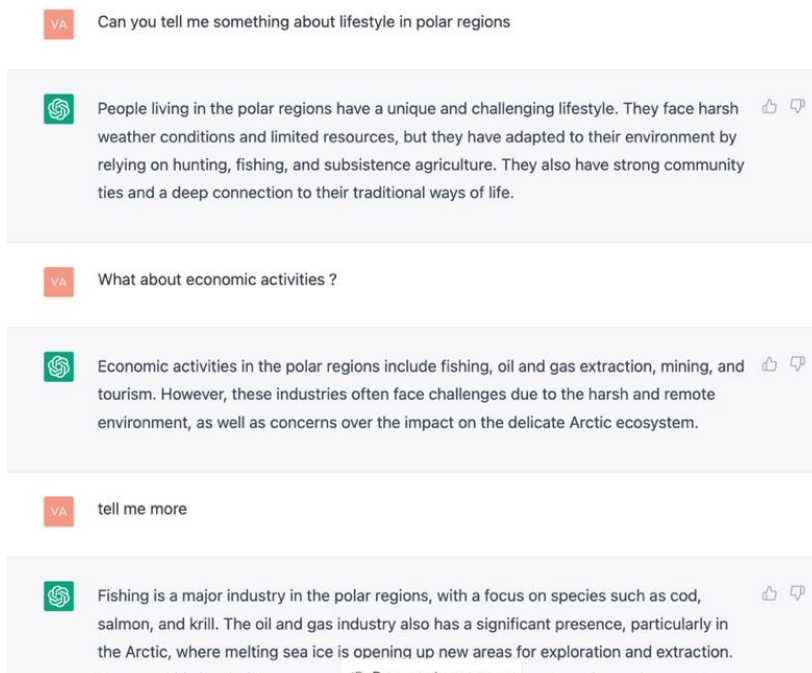 VA
Can you tell me something about lifestyle in polar regions
People living in the polar regions have a unique and challenging lifestyle. They face harsh
weather conditions and limited resources, but they have adapted to their environment by
relying on hunting, fishing, and subsistence agriculture. They also have strong community
ties and a deep connection to their traditional ways of life.
VA
What about economic activities ?
Economic activities in the polar regions include fishing, oil and gas extraction, mining, and
tourism. However, these industries often face challenges due to the harsh and remote
environment, as well as concerns over the impact on the delicate Arctic ecosystem.
VA
tell me more
Fishing is a major industry in the polar regions, with a focus on species such as cod,
salmon, and krill. The oil and gas industry also has a significant presence, particularly in
the Arctic, where melting sea ice is opening up new areas for exploration and extraction.